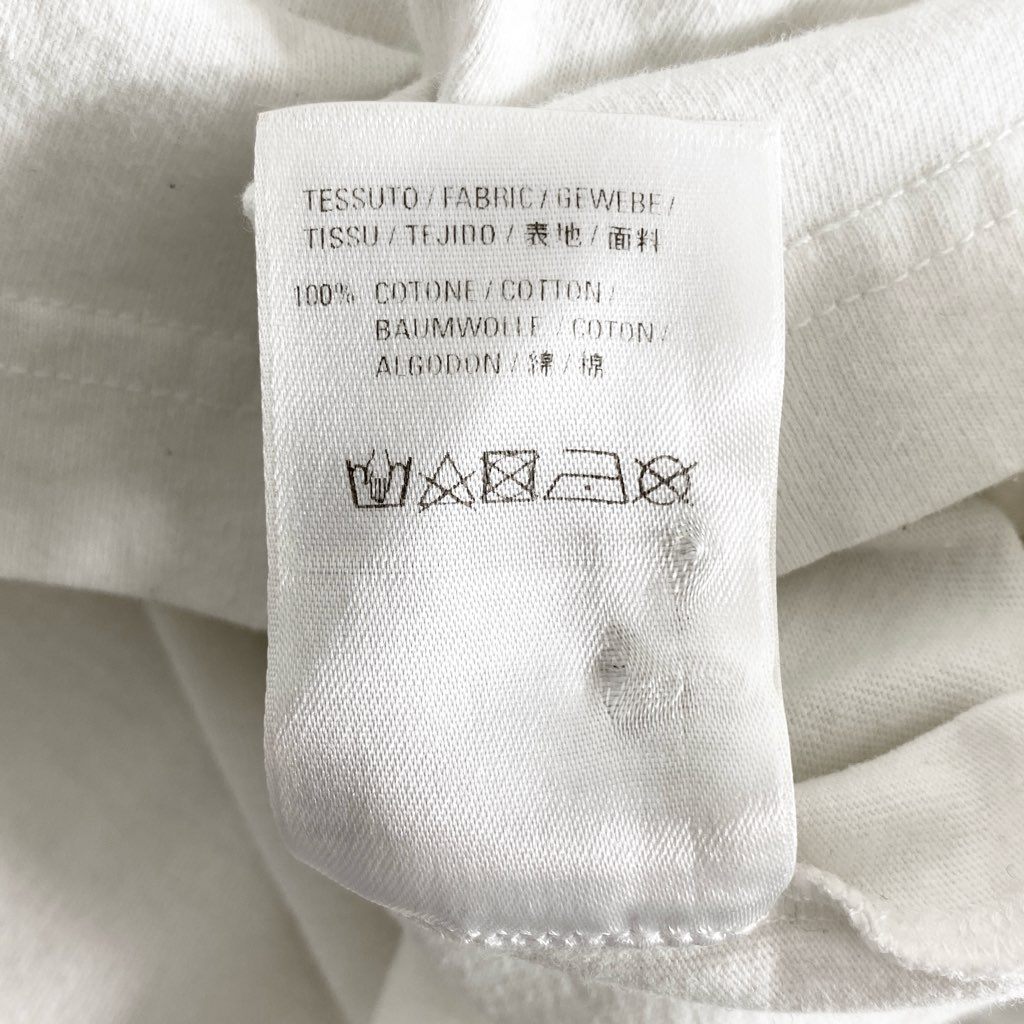 TESSUTO / FABRIC / GEWEBE /
TISSU / TEJIDO / 表地 / 面料
100% COTONE / COTTON /
BAUMWOLLE / COTON /
ALGODON / 綿 / 棉